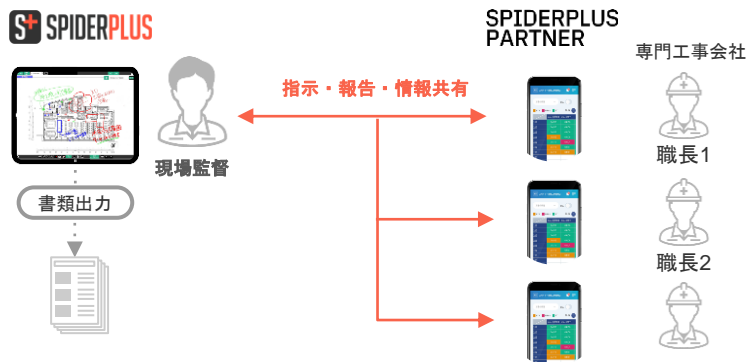 S+ SPIDERPLUS
SPIDERPLUS
PARTNER
専門工事会社
指示・報告・情報共有
現場監督
職長1
書類出力
職長2